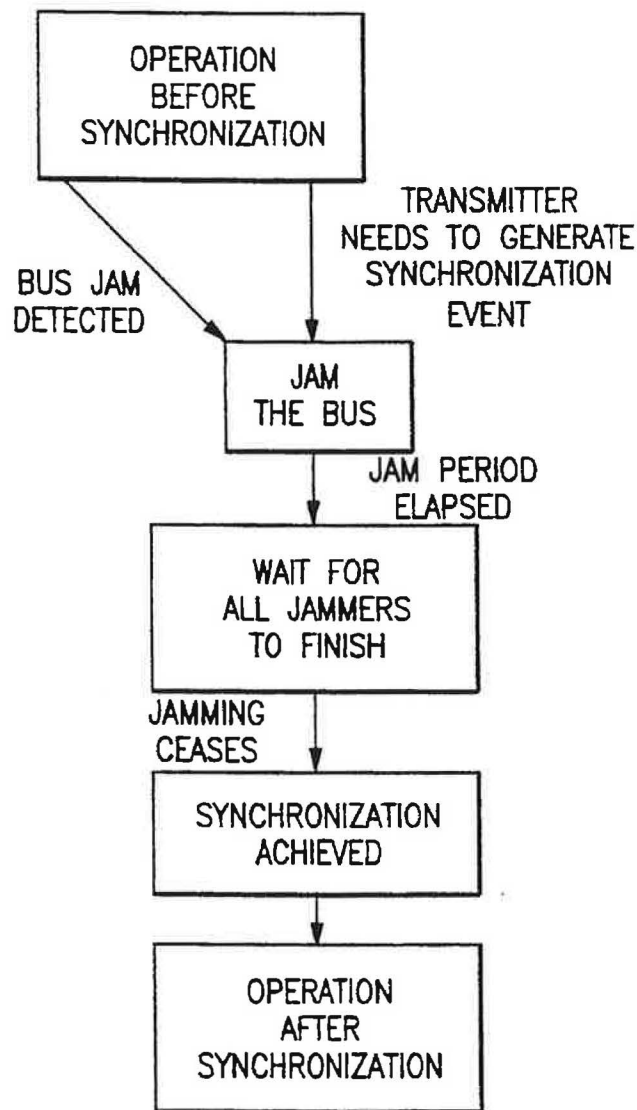 OPERATION
BEFORE
SYNCHRONIZATION
TRANSMITTER
NEEDS TO GENERATE
SYNCHRONIZATION
EVENT
BUS JAM
DETECTED
JAM
THE BUS
JAM PERIOD
ELAPSED
WAIT FOR
ALL JAMMERS
TO FINISH
JAMMING
CEASES
SYNCHRONIZATION
ACHIEVED
OPERATION
AFTER
SYNCHRONIZATION